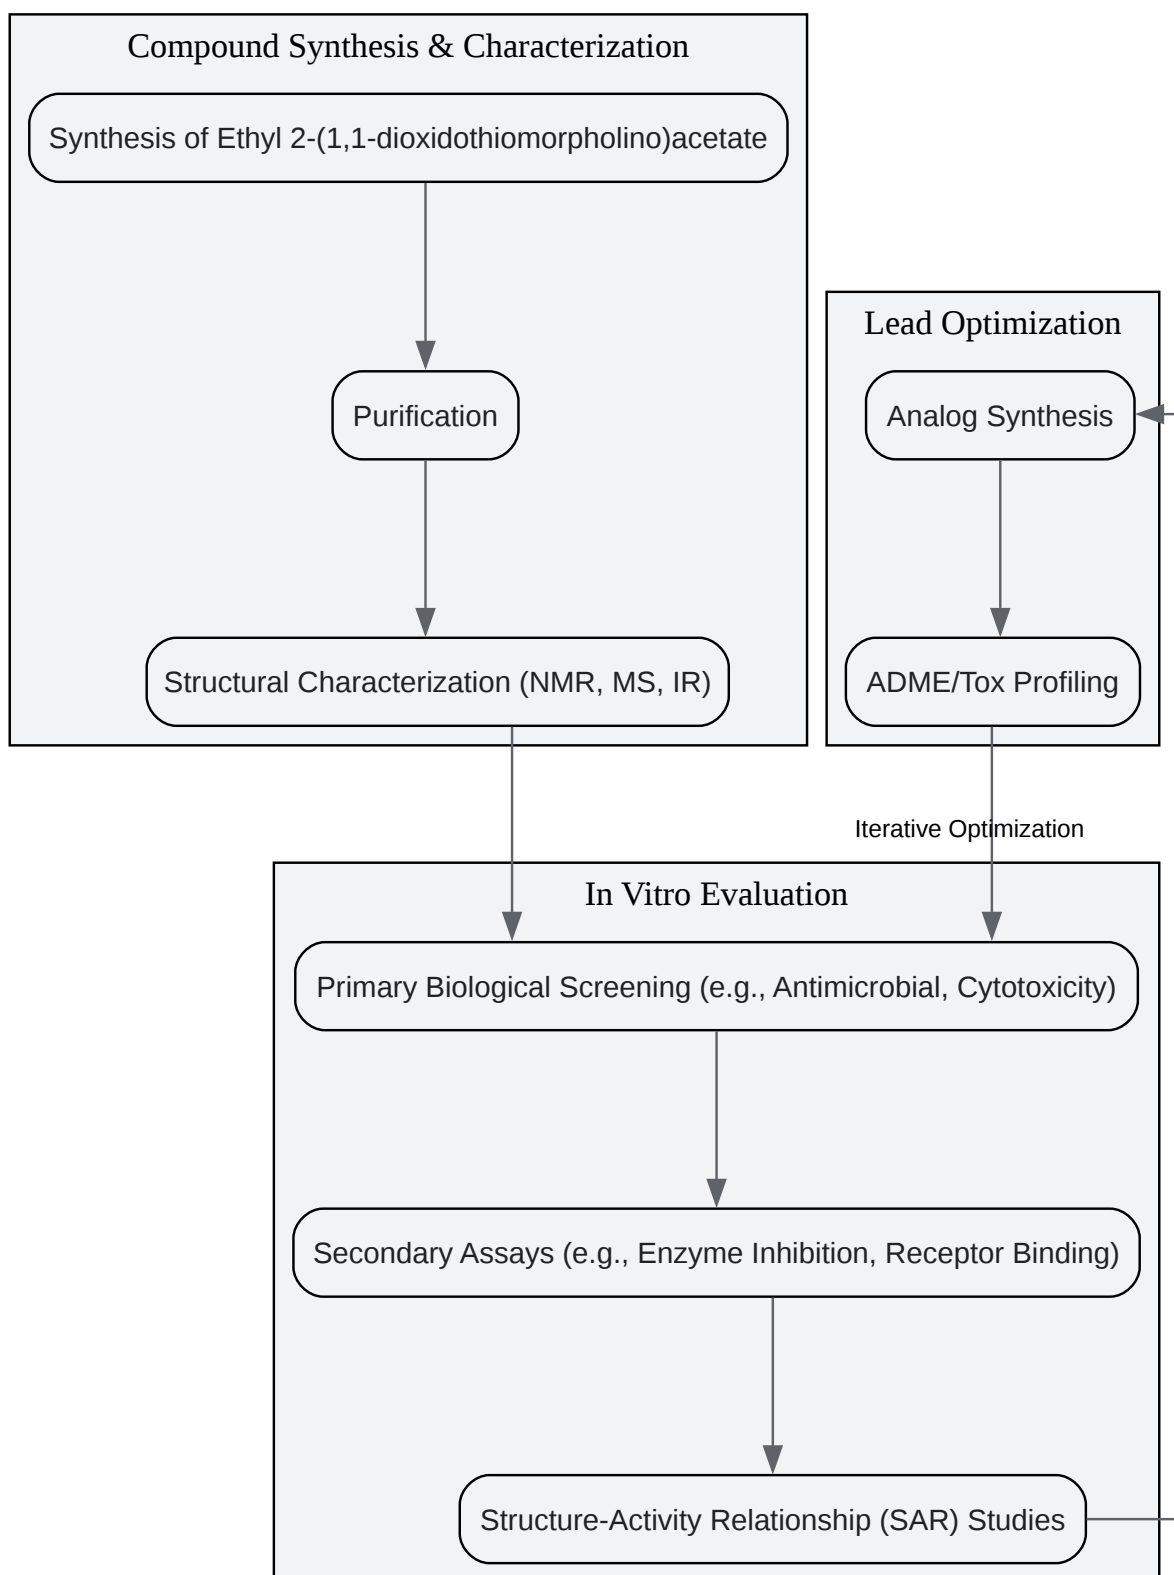 Compound Synthesis & Characterization
Synthesis of Ethyl 2-(1,1-dioxidothiomorpholino)acetate
Purification
Structural Characterization (NMR, MS, IR)
Lead Optimization
Analog Synthesis
ADME/Tox Profiling
Iterative Optimization
In Vitro Evaluation
Primary Biological Screening (e.g., Antimicrobial, Cytotoxicity)
Secondary Assays (e.g., Enzyme Inhibition, Receptor Binding)
Structure-Activity Relationship (SAR) Studies